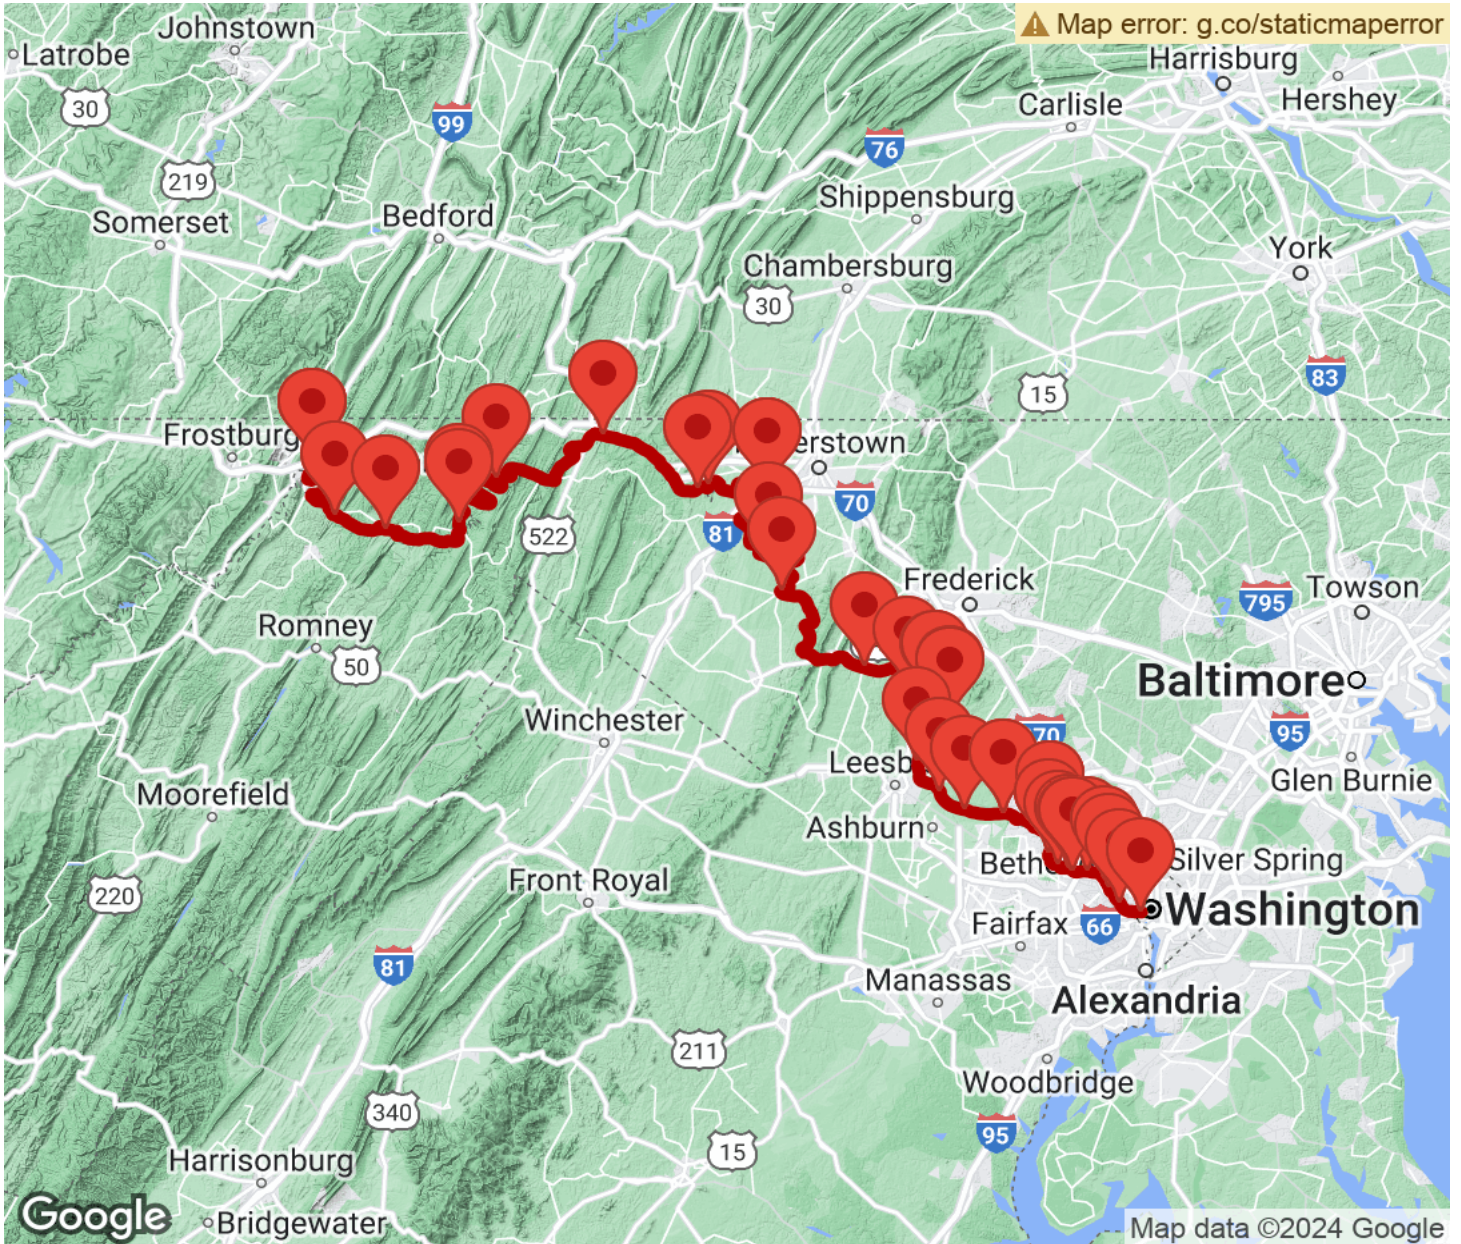 Map error: g.co/staticmaperror
Johnstown
Latrobe
Harrisburg
Hershey
Carlisle
30
99
76
219
Shippensburg
Somerset
Bedford
York
Chambersburg
30
83
15
Frostburg
erstown
70
522
81
Frederick
795
Towson
Romney
50
Baltimore
Winchester
70
95
Leesb
Glen Burnie
Moorefield
Ashburn
Bethe
Silver Spring
220
Front Royal
Washington
66
Fairfax
81
Manassas
Alexandria
211
Woodbridge
340
95
15
Harrisonburg
Google
Bridgewater
Map data ©2024 Google